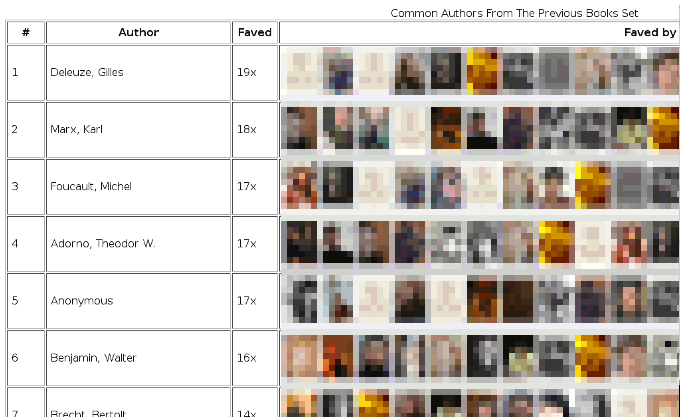 Common Authors From The Previous Books Set
# Author Faved Faved by
1 Deleuze, Gilles 19x
2 Marx, Karl 18x
3 Foucault, Michel 17x
4 Adorno, Theodor W. 17x
5 Anonymous 17x
6 Benjamin, Walter 16x
7 Brecht, Bertolt 14x